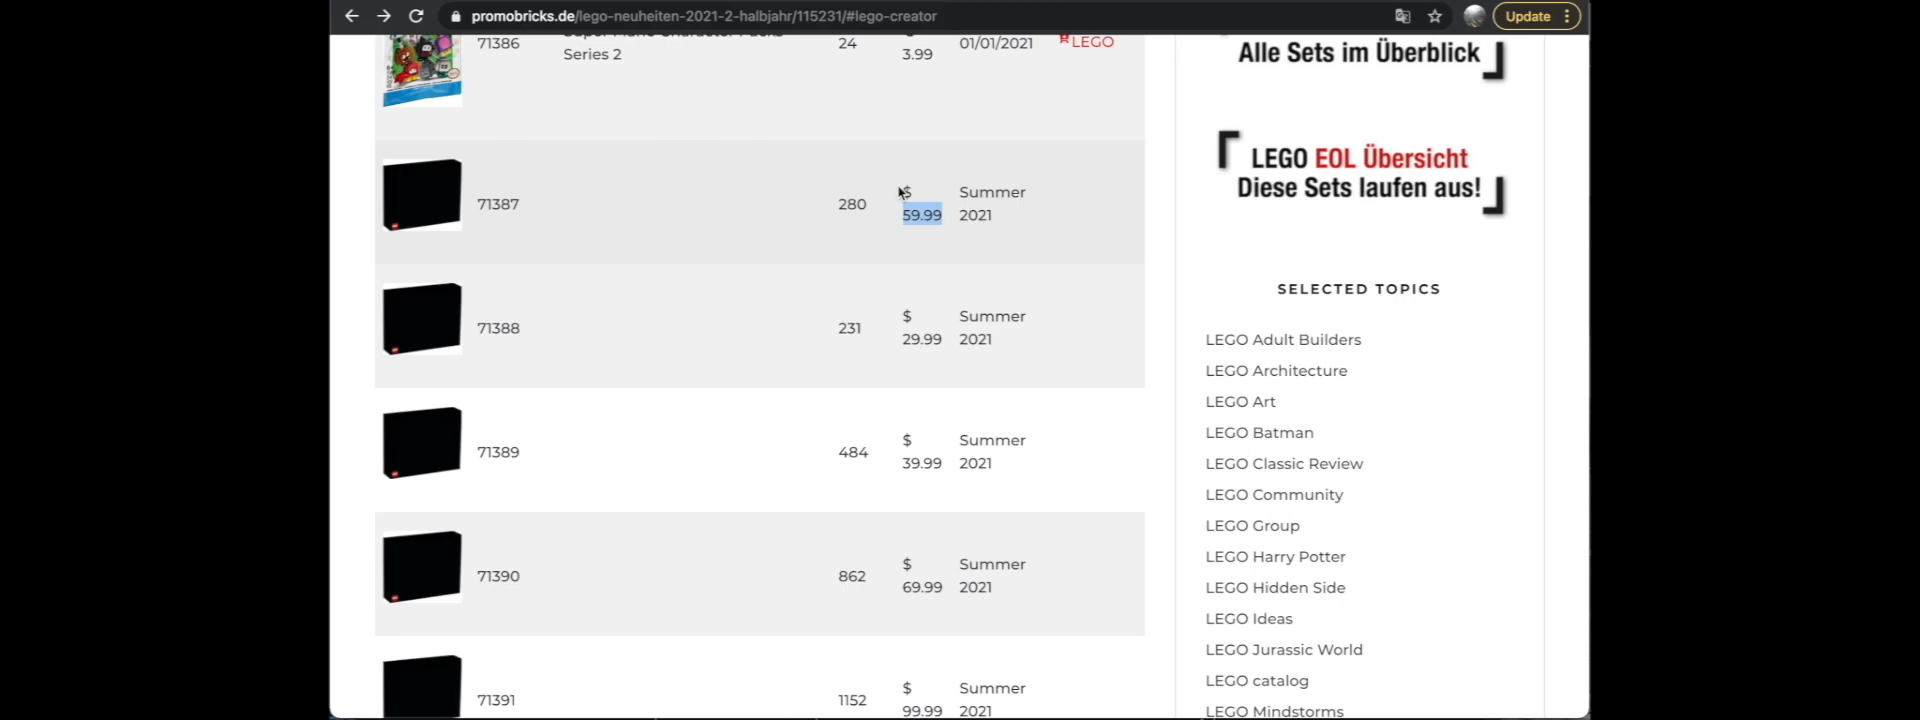 promobricks.de/lego-neuheiten-2021-2-halbjahr/115231/#lego-creator
Update
71386
Super Mario Character Packs
Series 2
24
$
3.99
01/01/2021
LEGO
71387
280
$
59.99
Summer
2021
71388
231
$
29.99
Summer
2021
71389
484
$
39.99
Summer
2021
71390
862
$
69.99
Summer
2021
71391
1152
$
99.99
Summer
2021
Alle Sets im Überblick
LEGO EOL Übersicht
Diese Sets laufen aus!
SELECTED TOPICS
LEGO Adult Builders
LEGO Architecture
LEGO Art
LEGO Batman
LEGO Classic Review
LEGO Community
LEGO Group
LEGO Harry Potter
LEGO Hidden Side
LEGO Ideas
LEGO Jurassic World
LEGO catalog
LEGO Mindstorms